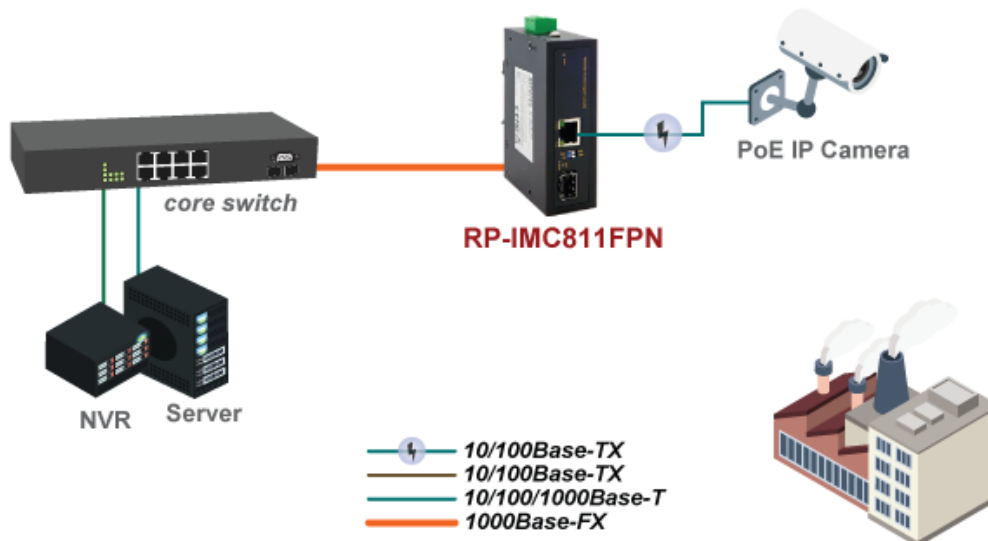 PoE IP Camera
core switch
RP-IMC811FPN
NVR
Server
10/100Base-TX
10/100Base-TX
10/100/1000Base-T
1000Base-FX